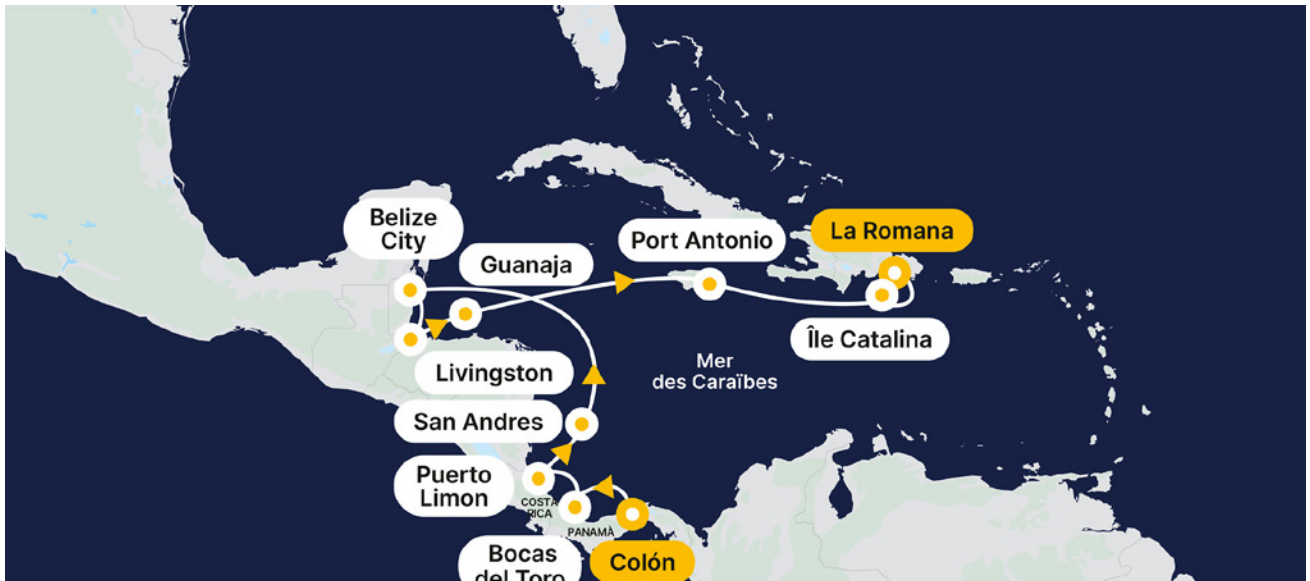 Belize
City
Guanaja
Port Antonio
La Romana
Île Catalina
Livingston
Mer
des Caraïbes
San Andres
Puerto
Limon
COSTA
RICA
PANAMÀ
Bocas
del Toro
Colón